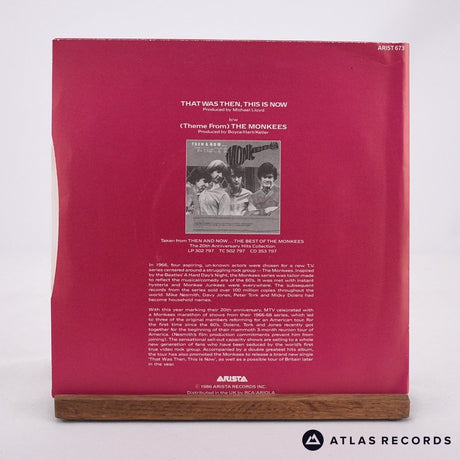 ARIST 673
THAT WAS THEN, THIS IS NOW
Produced by Michael Lloyd
b/w
(Theme From) THE MONKEES
Produced by Boyce/Hart/Keller
THEN & NOW...
MONKEES
Taken from THEN AND NOW... THE BEST OF THE MONKEES
The 20th Anniversary Hits Collection
LP 302 797 TC 502 797 CD 353 797
In 1966, four aspiring, un-known actors were chosen for a new T.V.
series centered around a struggling rock group — The Monkees. Inspired
by the Beatles' A Hard Day's Night, the Monkees series was tailor made
to reflect the musical/comedy era of the 60's. It was met with instant
hysteria and Monkee Junkees were everywhere. The subsequent
records from the series sold over 100 million copies throughout the
world. Mike Nesmith, Davy Jones, Peter Tork and Micky Dolenz had
become household names.
With this year marking their 20th anniversary, MTV celebrated with
a Monkees marathon of shows from their 1966-68 series, which led
to three of the original members reforming for an American tour. For
the first time since the 60's, Dolenz, Tork and Jones recently got
together for the beginning of their mammoth 3 month reunion tour of
America. (Nesmith's film production commitments prevent him from
joining). The sensational sell-out capacity shows are selling to a whole
new generation of fans who have been seduced by the world's first
true video rock group. Accompanied by a double greatest hits album,
the tour has also promoted the Monkees to release a brand new single
'That Was Then, This is Now', as well as a possible tour of Britain later
in the year.
ARISTA
© 1986 ARISTA RECORDS INC.
Distributed in the UK by RCA/ARIOLA
ATLAS RECORDS